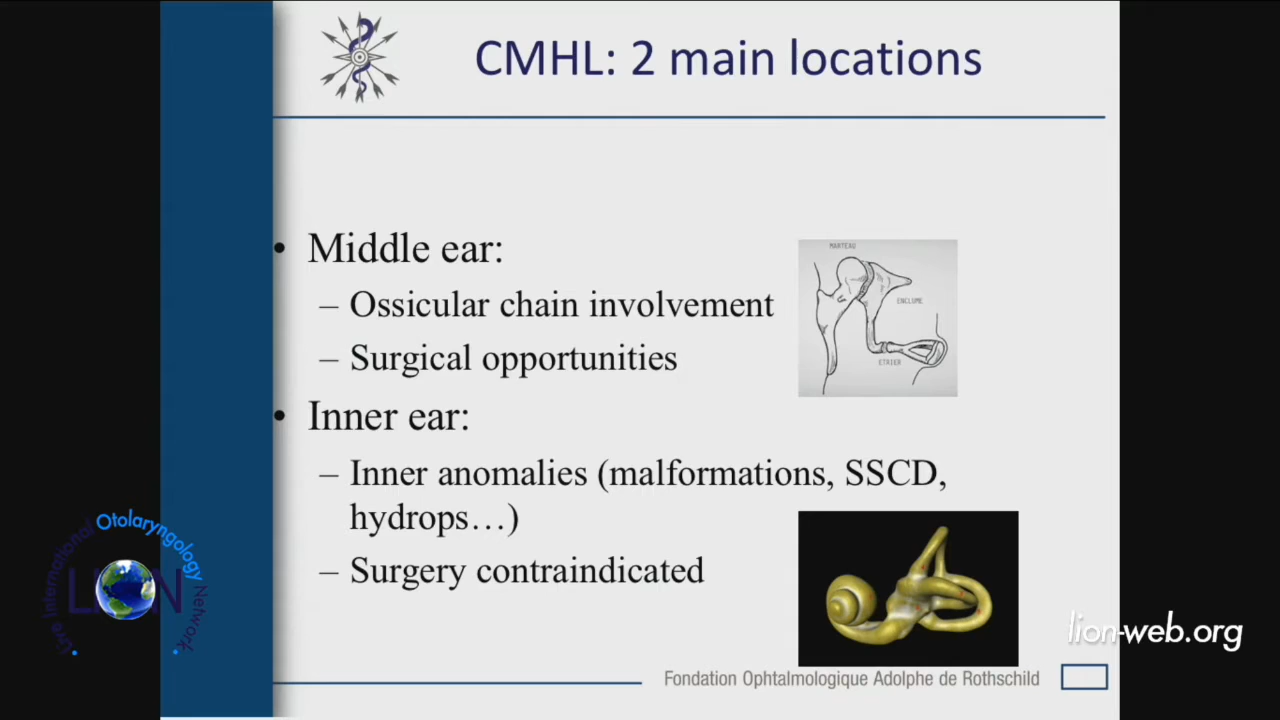 CMHL: 2 main locations
• Middle ear:
– Ossicular chain involvement
– Surgical opportunities
• Inner ear:
– Inner anomalies (malformations, SSCD,
hydrops…)
– Surgery contraindicated
MARTEAU
ENCLUME
ETRIER
Live International Otolaryngology Network
LION
lion-web.org
Fondation Ophtalmologique Adolphe de Rothschild